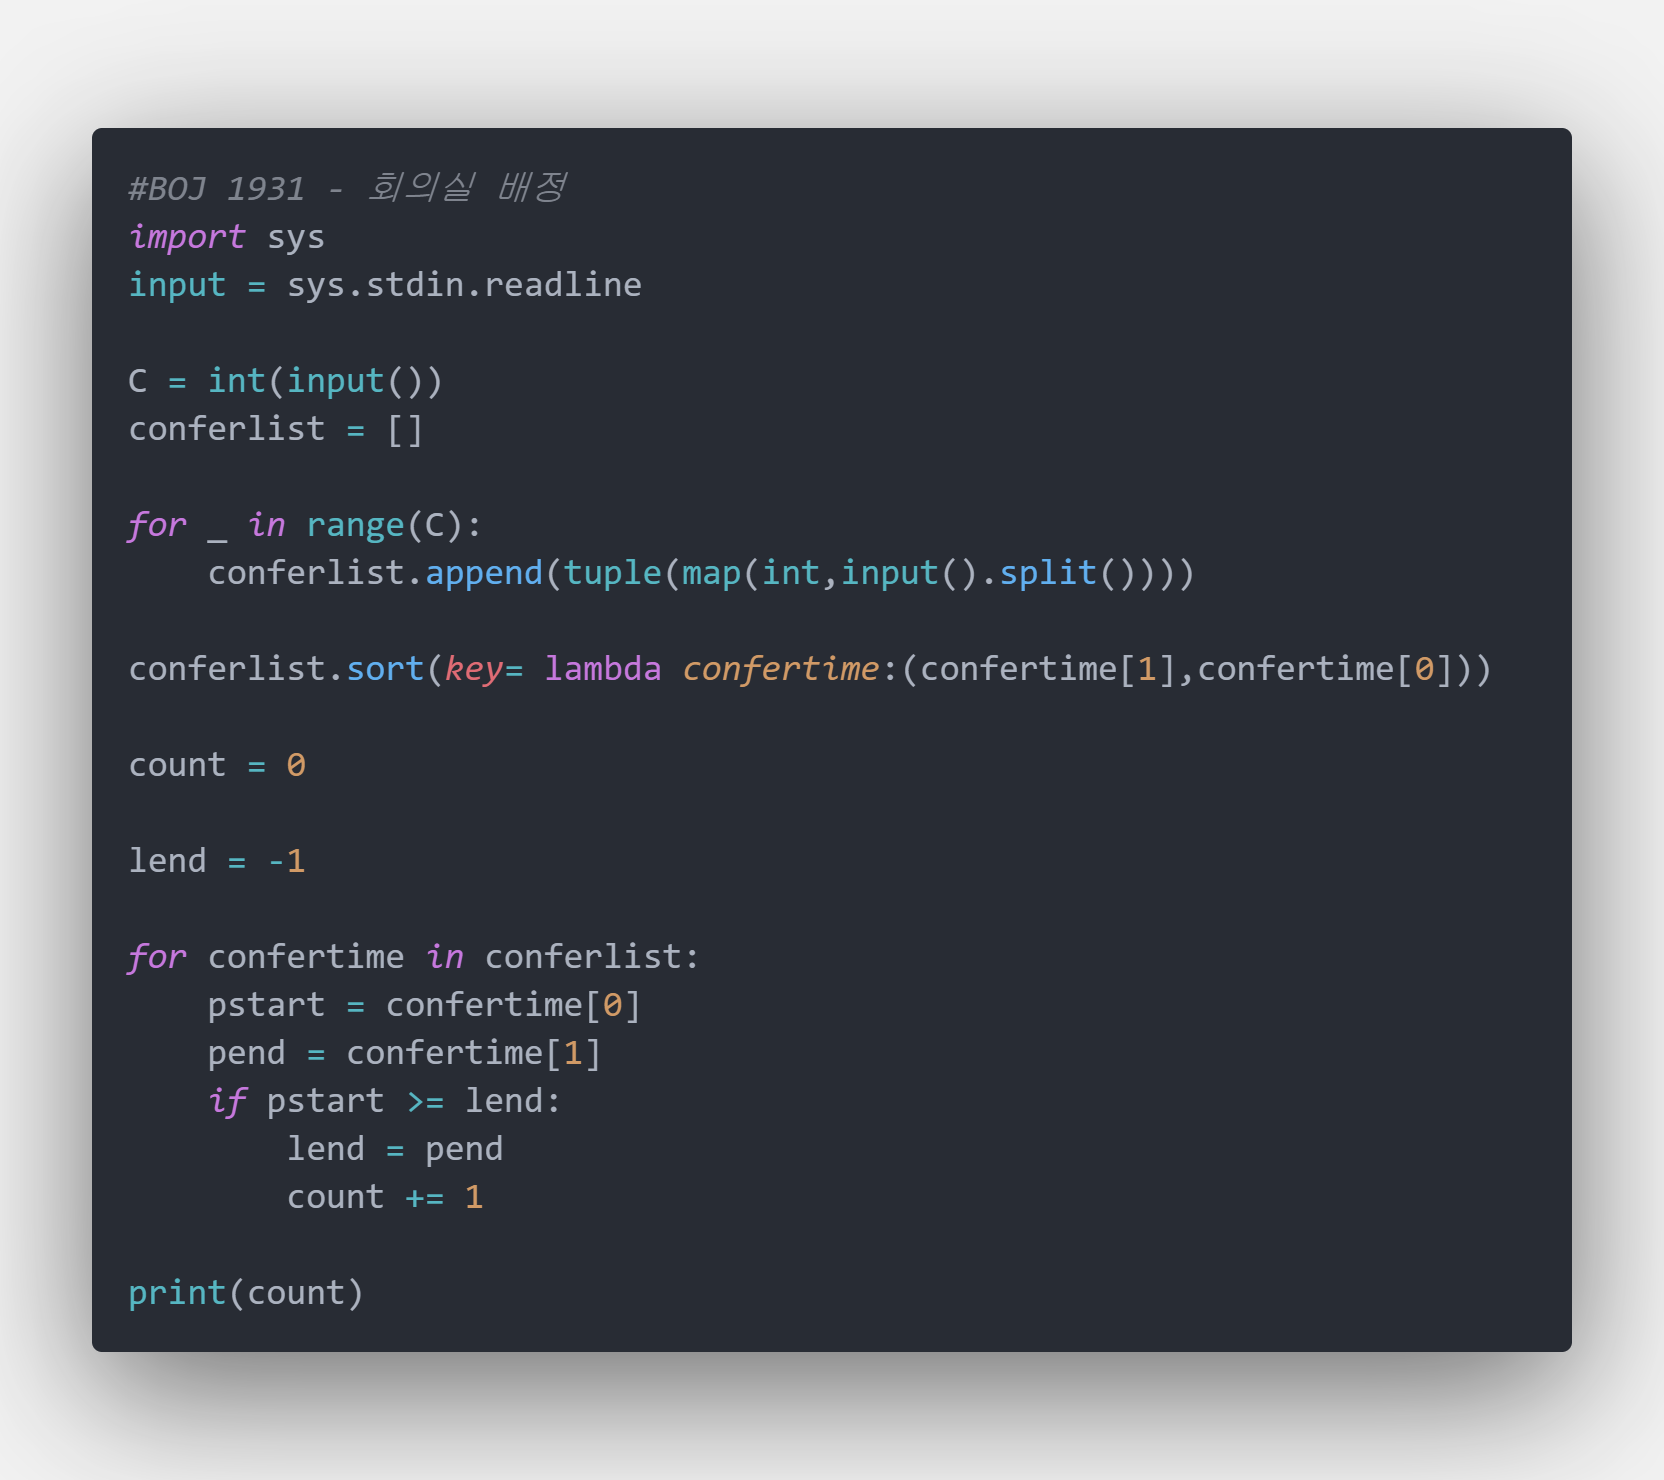 #BOJ 1931 - 회의실 배정
import sys
input = sys.stdin.readline

C = int(input())
conferlist = []

for _ in range(C):
    conferlist.append(tuple(map(int,input().split())))

conferlist.sort(key= lambda confertime:(confertime[1],confertime[0]))

count = 0

lend = -1

for confertime in conferlist:
    pstart = confertime[0]
    pend = confertime[1]
    if pstart >= lend:
        lend = pend
        count += 1

print(count)